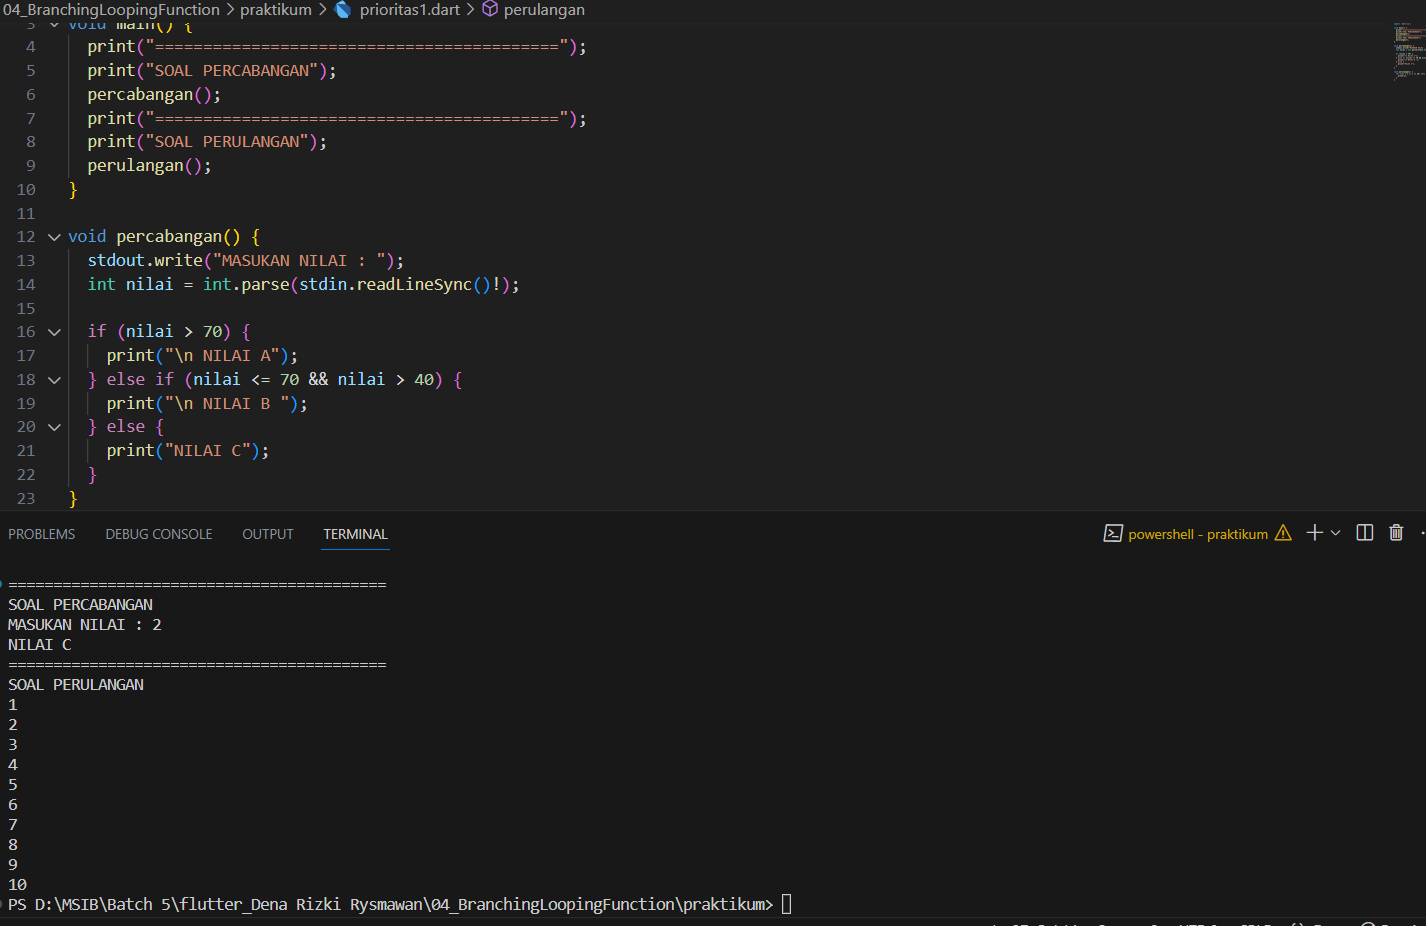 04_BranchingLoopingFunction > praktikum > prioritas1.dart > perulangan
3 void main() {
4 print("==========================================");
5 print("SOAL PERCABANGAN");
6 percabangan();
7 print("==========================================");
8 print("SOAL PERULANGAN");
9 perulangan();
10 }
11
12 void percabangan() {
13 stdout.write("MASUKAN NILAI : ");
14 int nilai = int.parse(stdin.readLineSync()!);
15
16 if (nilai > 70) {
17 print("\n NILAI A");
18 } else if (nilai <= 70 && nilai > 40) {
19 print("\n NILAI B ");
20 } else {
21 print("NILAI C");
22 }
23 }
PROBLEMS DEBUG CONSOLE OUTPUT TERMINAL powershell - praktikum
==========================================
SOAL PERCABANGAN
MASUKAN NILAI : 2
NILAI C
==========================================
SOAL PERULANGAN
1
2
3
4
5
6
7
8
9
10
PS D:\MSIB\Batch 5\flutter_Dena Rizki Rysmawan\04_BranchingLoopingFunction\praktikum>